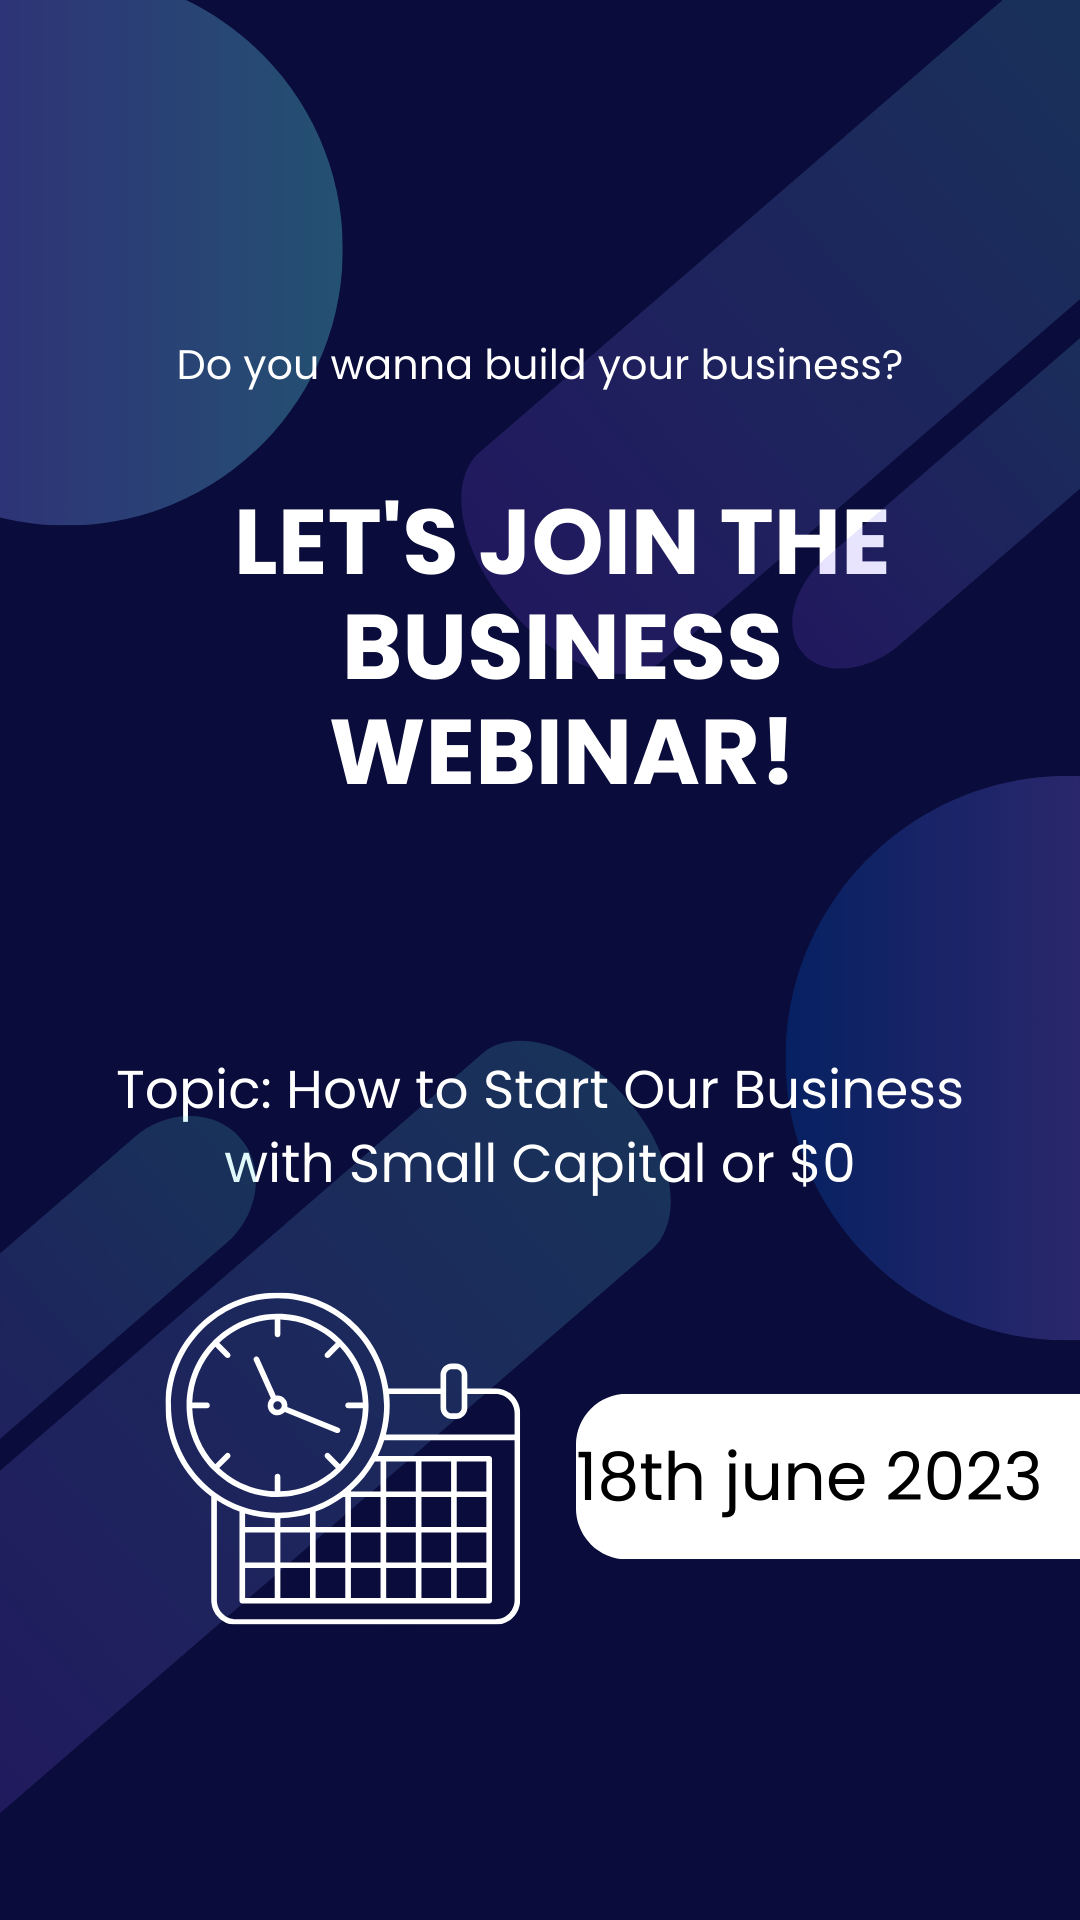 Do you wanna build your business?
LET'S JOIN THE
BUSINESS
WEBINAR!
Topic: How to Start Our Business
with Small Capital or $0
18th june 2023